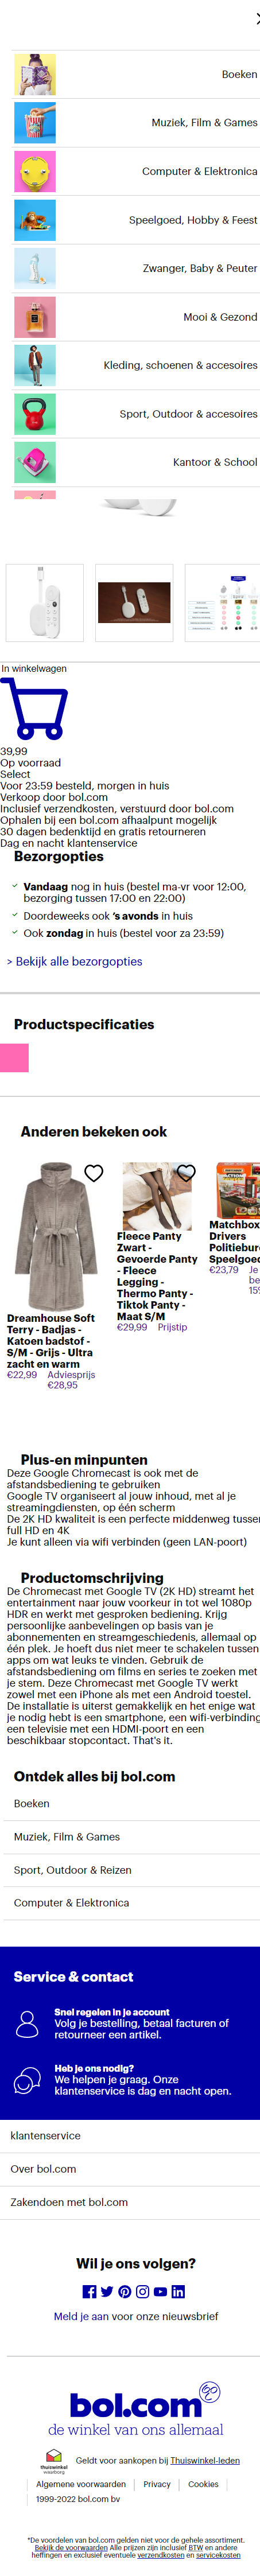 Boeken
Muziek, Film & Games
Computer & Elektronica
Speelgoed, Hobby & Feest
Zwanger, Baby & Peuter
Mooi & Gezond
Kleding, schoenen & accesoires
Sport, Outdoor & accesoires
Kantoor & School
In winkelwagen
39,99
Op voorraad
Select
Voor 23:59 besteld, morgen in huis
Verkoop door bol.com
Inclusief verzendkosten, verstuurd door bol.com
Ophalen bij een bol.com afhaalpunt mogelijk
30 dagen bedenktijd en gratis retourneren
Dag en nacht klantenservice
Bezorgopties
Vandaag nog in huis (bestel ma-vr voor 12:00,
bezorging tussen 17:00 en 22:00)
Doordeweeks ook ’s avonds in huis
Ook zondag in huis (bestel voor za 23:59)
> Bekijk alle bezorgopties
Productspecificaties
Anderen bekeken ook
Dreamhouse Soft
Terry - Badjas -
Katoen badstof -
S/M - Grijs - Ultra
zacht en warm
€22,99 Adviesprijs
€28,95
Fleece Panty
Zwart -
Gevoerde Panty
- Fleece
Legging -
Thermo Panty -
Tiktok Panty -
Maat S/M
€29,99 Prijstip
Matchbox
Drivers
Politiebur
Speelgoed
€23,79 Je
be
15%
Plus-en minpunten
Deze Google Chromecast is ook met de
afstandsbediening te gebruiken
Google TV organiseert al jouw inhoud, met al je
streamingdiensten, op één scherm
De 2K HD kwaliteit is een perfecte middenweg tussen
full HD en 4K
Je kunt alleen via wifi verbinden (geen LAN-poort)
Productomschrijving
De Chromecast met Google TV (2K HD) streamt het
entertainment naar jouw voorkeur in tot wel 1080p
HDR en werkt met gesproken bediening. Krijg
persoonlijke aanbevelingen op basis van je
abonnementen en streamgeschiedenis, allemaal op
één plek. Je hoeft dus niet meer te schakelen tussen
apps om wat leuks te vinden. Gebruik de
afstandsbediening om films en series te zoeken met
je stem. Deze Chromecast met Google TV werkt
zowel met een iPhone als met een Android toestel.
De installatie is uiterst gemakkelijk en het enige wat
je nodig hebt is een smartphone, een wifi-verbinding,
een televisie met een HDMI-poort en een
beschikbaar stopcontact. That's it.
Ontdek alles bij bol.com
Boeken
Muziek, Film & Games
Sport, Outdoor & Reizen
Computer & Elektronica
Service & contact
Snel regelen in je account
Volg je bestelling, betaal facturen of
retourneer een artikel.
Heb je ons nodig?
We helpen je graag. Onze
klantenservice is dag en nacht open.
klantenservice
Over bol.com
Zakendoen met bol.com
Wil je ons volgen?
Meld je aan voor onze nieuwsbrief
bol.com
de winkel van ons allemaal
thuiswinkel
waarborg
Geldt voor aankopen bij Thuiswinkel-leden
Algemene voorwaarden
Privacy
Cookies
1999-2022 bol.com bv
*De voordelen van bol.com gelden niet voor de gehele assortiment.
Bekijk de voorwaarden Alle prijzen zijn inclusief BTW en andere
heffingen en exclusief eventuele verzendkosten en servicekosten